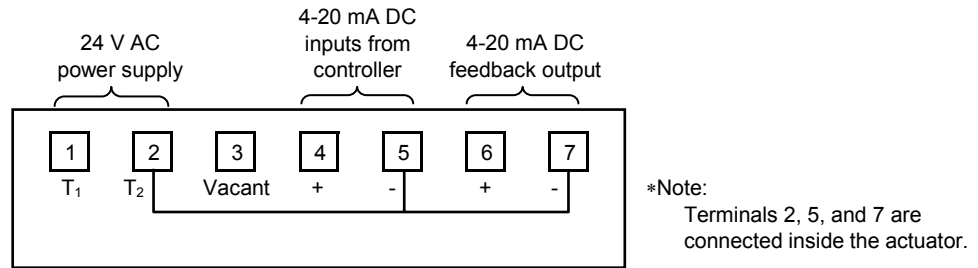 24 V AC
power supply
4-20 mA DC
inputs from
controller
4-20 mA DC
feedback output
1 2 3 4 5 6 7
T₁ T₂ Vacant + - + -
∗Note:
Terminals 2, 5, and 7 are
connected inside the actuator.